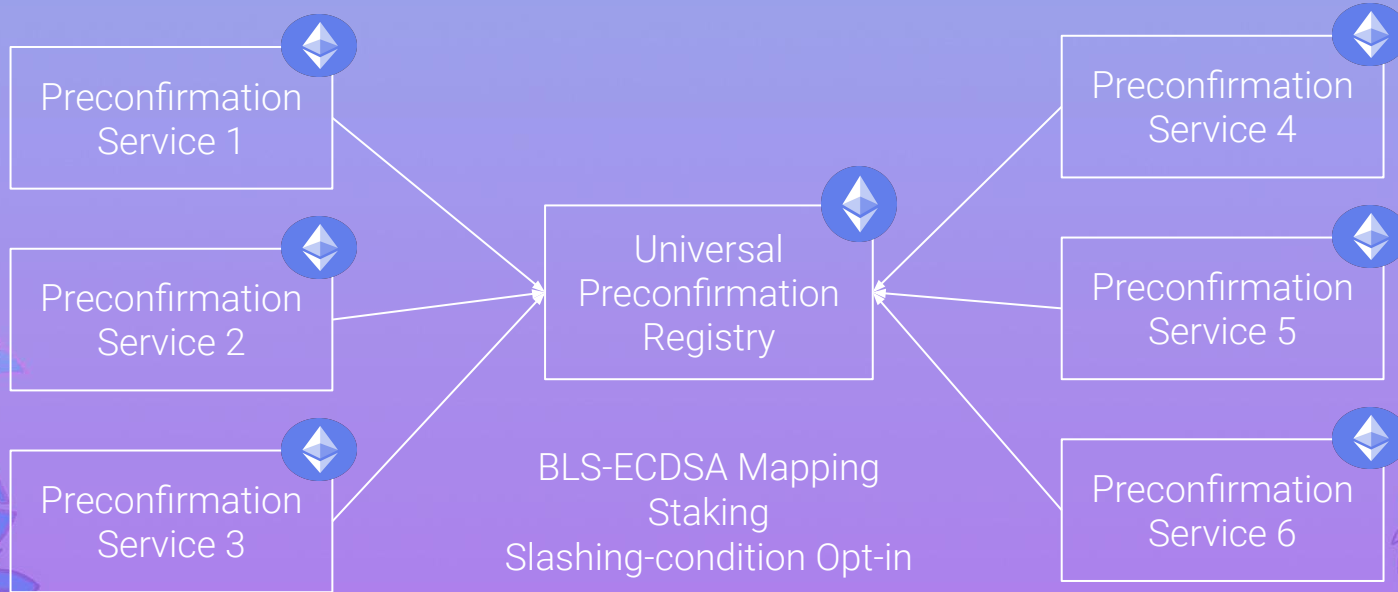 Preconfirmation
Service 1
Preconfirmation
Service 2
Preconfirmation
Service 3
Universal
Preconfirmation
Registry
BLS-ECDSA Mapping
Staking
Slashing-condition Opt-in
Preconfirmation
Service 4
Preconfirmation
Service 5
Preconfirmation
Service 6